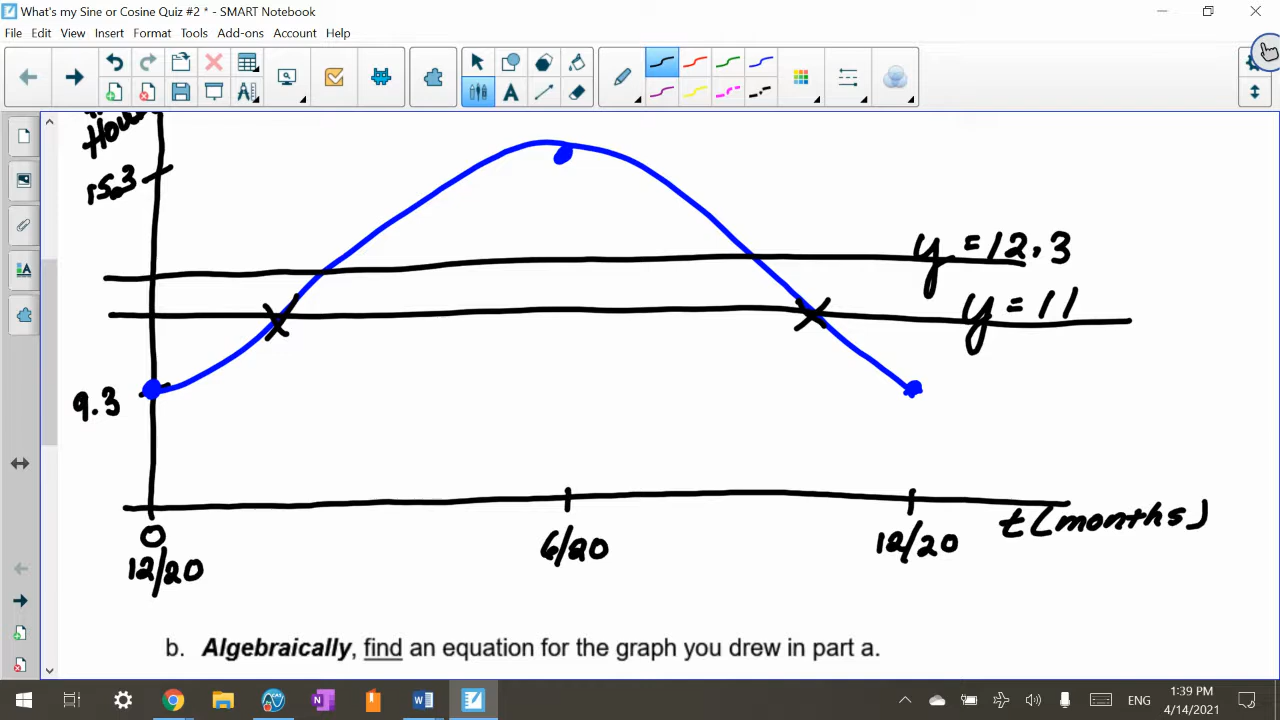 What's my Sine or Cosine Quiz #2 * - SMART Notebook
File Edit View Insert Format Tools Add-ons Account Help
15.3
y = 12.3
y = 11
9.3
0
12/20
6/20
12/20
t (months)
b. Algebraically, find an equation for the graph you drew in part a.
ENG
1:39 PM
4/14/2021